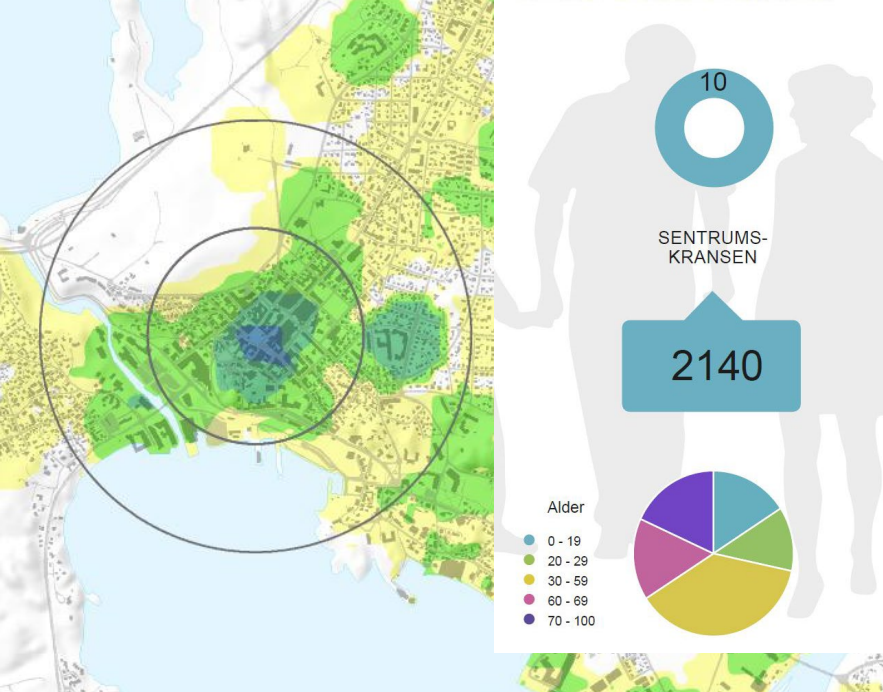 10
SENTRUMS-
KRANSEN
2140
Alder
0 - 19
20 - 29
30 - 59
60 - 69
70 - 100